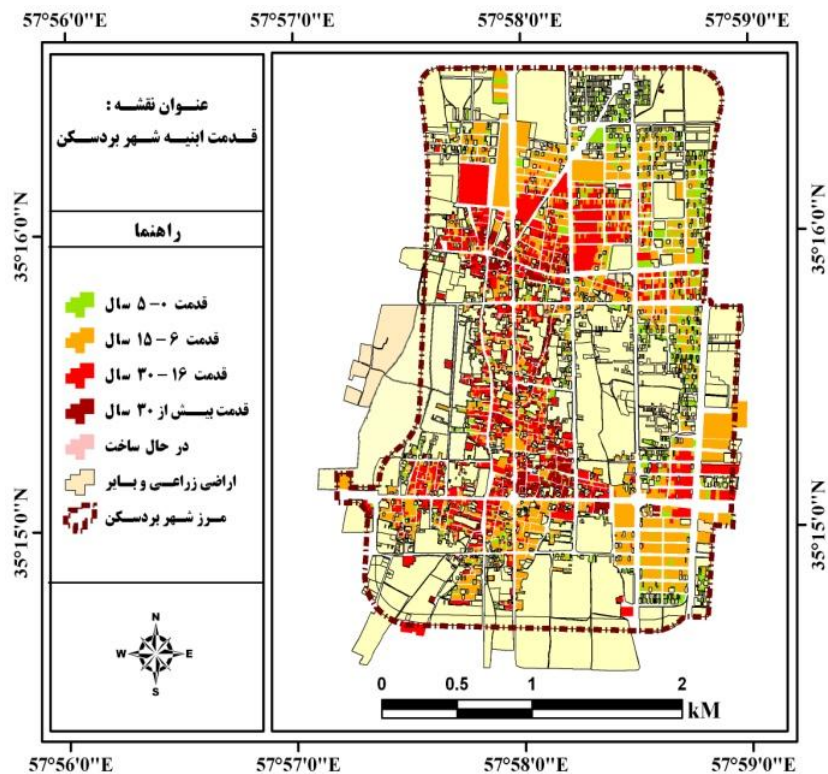 57°56'0"E 57°57'0"E 57°58'0"E 57°59'0"E
عنوان نقشه :
قدمت ابنیه شهر بردسکن
راهنما
قدمت ۰ - ۵ سال
قدمت ۶ - ۱۵ سال
قدمت ۱۶ - ۳۰ سال
قدمت بیش از ۳۰ سال
در حال ساخت
اراضی زراعی و بایر
مرز شهر بردسکن
N
W E
S
35°16'0"N 35°16'0"N
35°15'0"N 35°15'0"N
0 0.5 1 2
kM
57°56'0"E 57°57'0"E 57°58'0"E 57°59'0"E